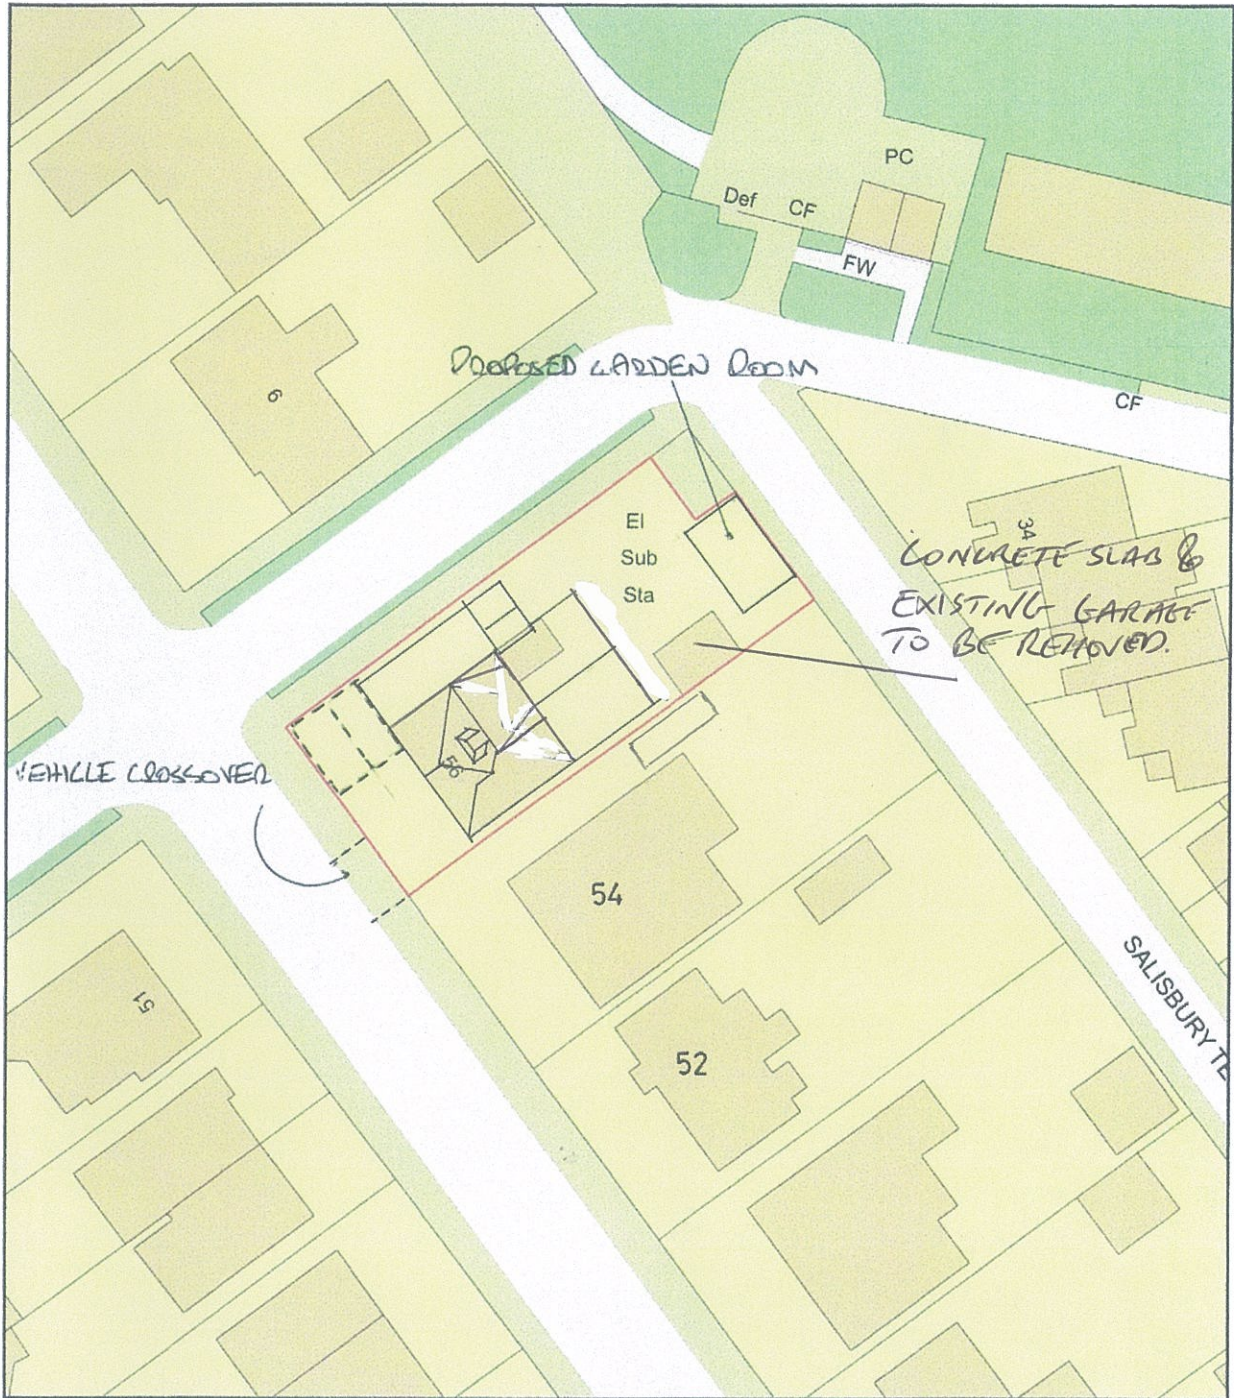 PC
Def CF
FW
PROPOSED GARDEN ROOM
6
CF
El
Sub
Sta
34
CONCRETE SLAB &
EXISTING GARAGE
TO BE REMOVED.
56
VEHICLE CROSSOVER
54
51
52
SALISBURY TE